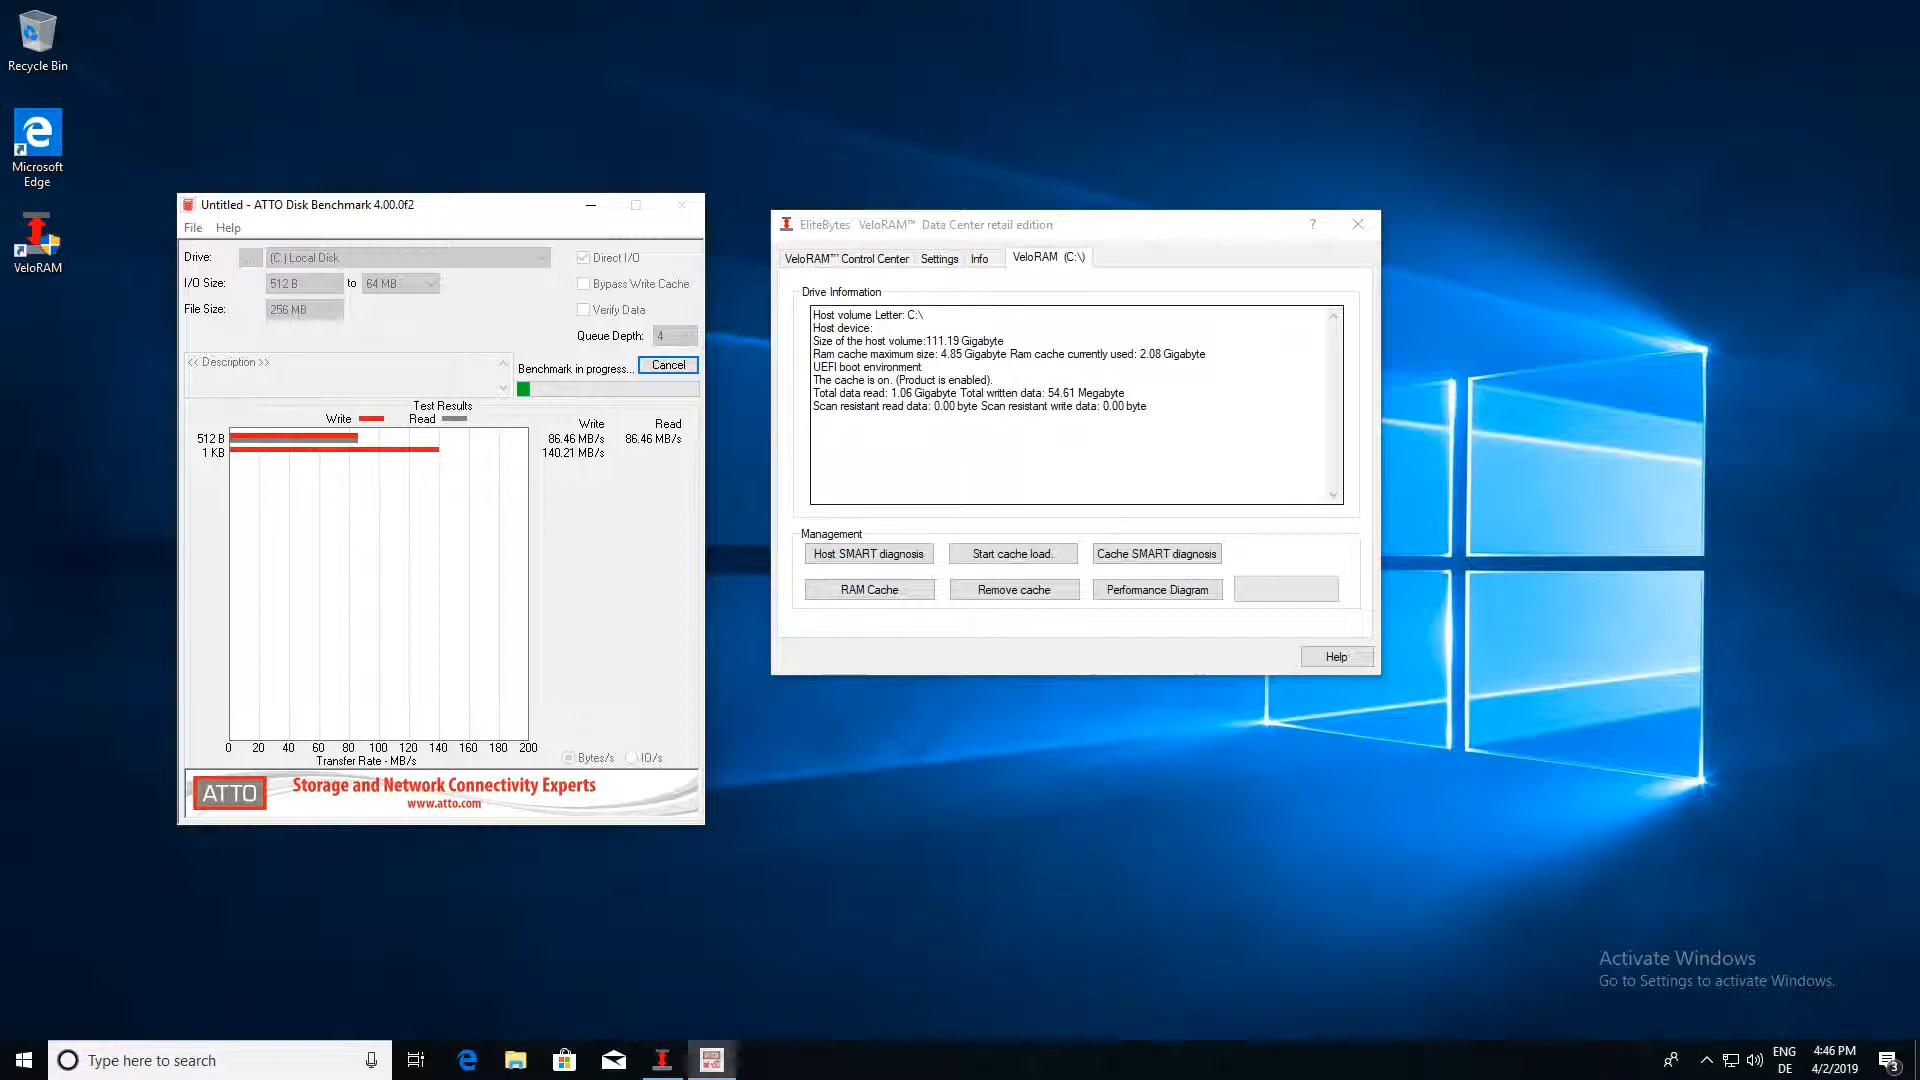 Recycle Bin
Microsoft
Edge
VeloRAM
Untitled - ATTO Disk Benchmark 4.00.0f2
File Help
Drive: ... (C:) Local Disk
Direct I/O
I/O Size: 512 B to 64 MB
Bypass Write Cache
File Size: 256 MB
Verify Data
Queue Depth: 4
<< Description >>
Benchmark in progress... Cancel
Test Results
Write Read
Write Read
512 B 86.46 MB/s 86.46 MB/s
1 KB 140.21 MB/s
0 20 40 60 80 100 120 140 160 180 200
Transfer Rate - MB/s
Bytes/s IO/s
ATTO
Storage and Network Connectivity Experts
www.atto.com
EliteBytes VeloRAM™ Data Center retail edition ?
VeloRAM™ Control Center Settings Info VeloRAM (C:\)
Drive Information
Host volume Letter: C:\
Host device:
Size of the host volume:111.19 Gigabyte
Ram cache maximum size: 4.85 Gigabyte Ram cache currently used: 2.08 Gigabyte
UEFI boot environment
The cache is on. (Product is enabled).
Total data read: 1.06 Gigabyte Total written data: 54.61 Megabyte
Scan resistant read data: 0.00 byte Scan resistant write data: 0.00 byte
Management
Host SMART diagnosis Start cache load. Cache SMART diagnosis
RAM Cache Remove cache Performance Diagram
Help
Activate Windows
Go to Settings to activate Windows.
Type here to search
ENG
DE
4:46 PM
4/2/2019
3